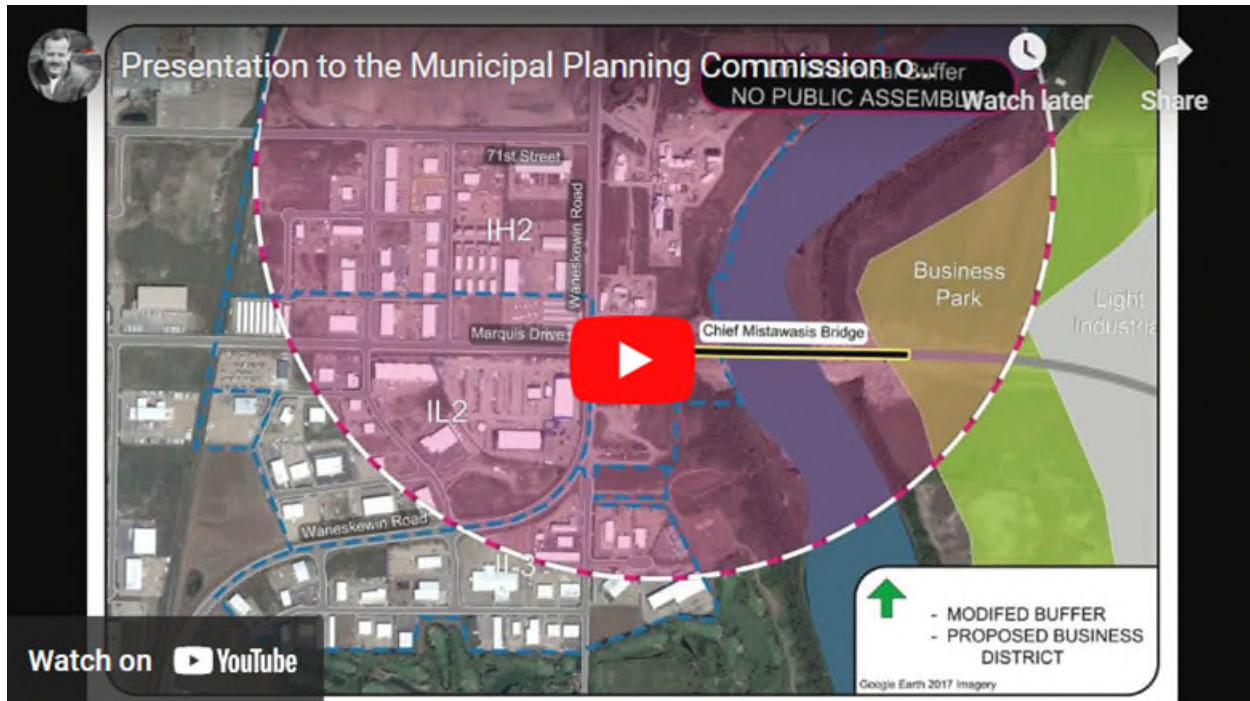 Presentation to the Municipal Planning Commission o...
Buffer
NO PUBLIC ASSEMBLY
Watch later
Share
71st Street
IH2
Waneskewin Road
Business
Park
Light
Industria
Marquis Drive
Chief Mistawasis Bridge
IL2
Waneskewin Road
- MODIFED BUFFER
- PROPOSED BUSINESS
DISTRICT
Google Earth 2017 Imagery
Watch on YouTube